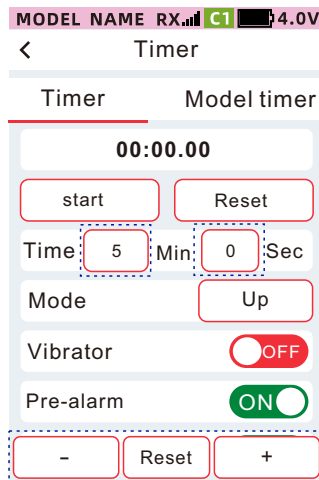 MODEL NAME RX C1 4.0V
< Timer
Timer Model timer
00:00.00
start Reset
Time 5 Min 0 Sec
Mode Up
Vibrator OFF
Pre-alarm ON
- Reset +